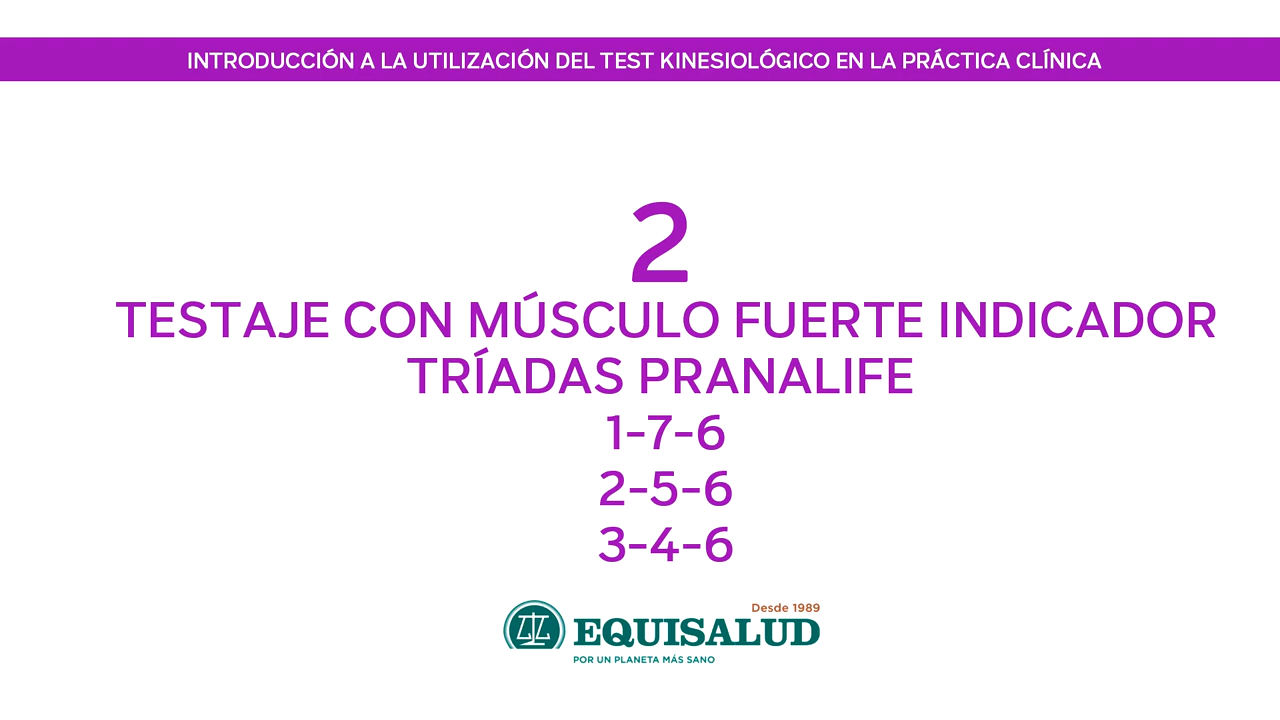 INTRODUCCIÓN A LA UTILIZACIÓN DEL TEST KINESIOLÓGICO EN LA PRÁCTICA CLÍNICA
2
TESTAJE CON MÚSCULO FUERTE INDICADOR
TRÍADAS PRANALIFE
1-7-6
2-5-6
3-4-6
Desde 1989
EQUISALUD
POR UN PLANETA MÁS SANO